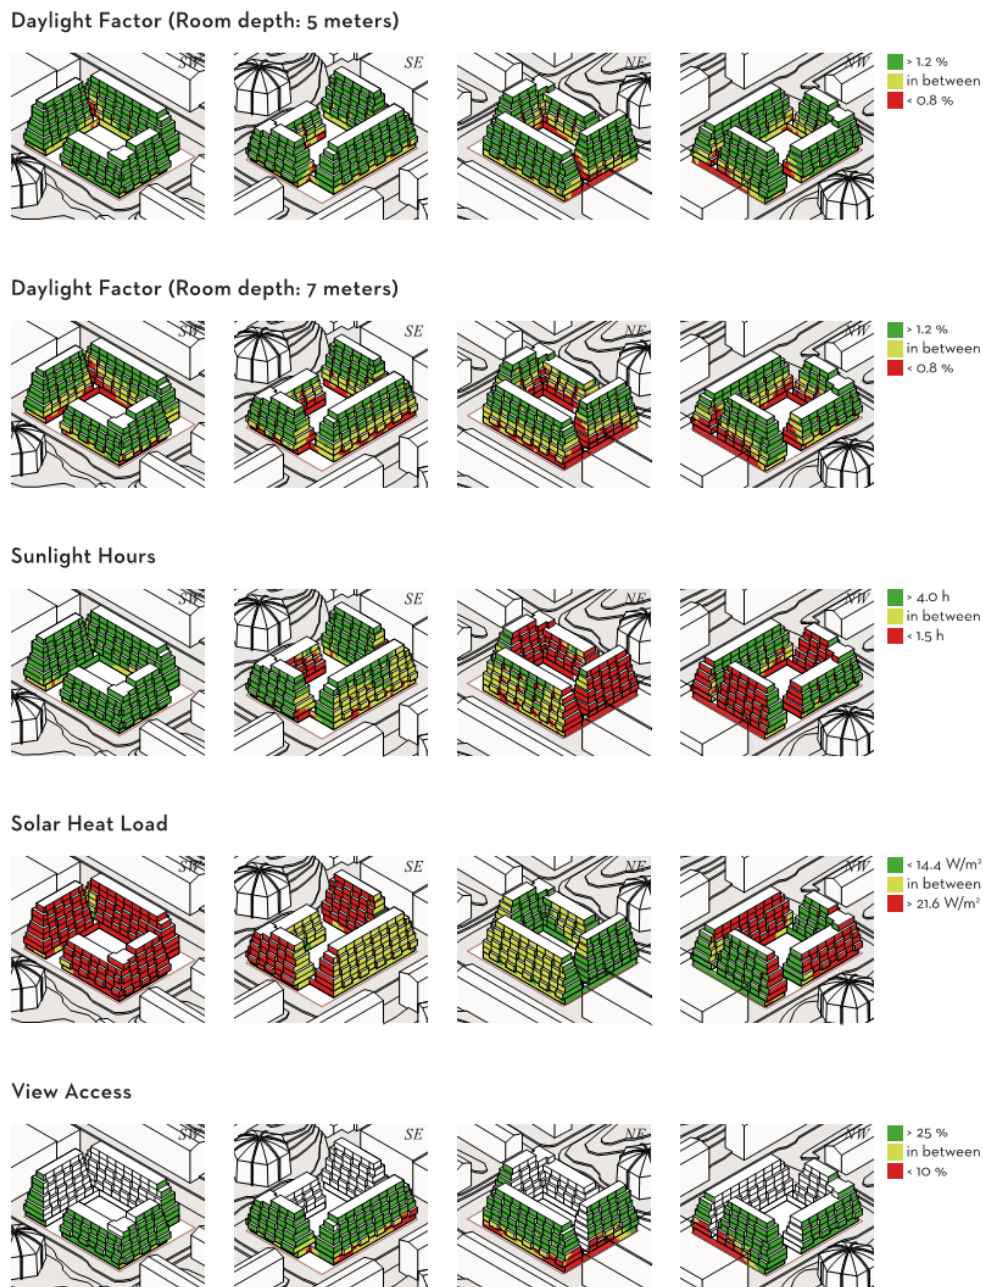 Daylight Factor (Room depth: 5 meters)
SW
SE
NE
NW
> 1.2 %
in between
< 0.8 %
Daylight Factor (Room depth: 7 meters)
SW
SE
NE
NW
> 1.2 %
in between
< 0.8 %
Sunlight Hours
SW
SE
NE
NW
> 4.0 h
in between
< 1.5 h
Solar Heat Load
SW
SE
NE
NW
< 14.4 W/m²
in between
> 21.6 W/m²
View Access
SW
SE
NE
NW
> 25 %
in between
< 10 %